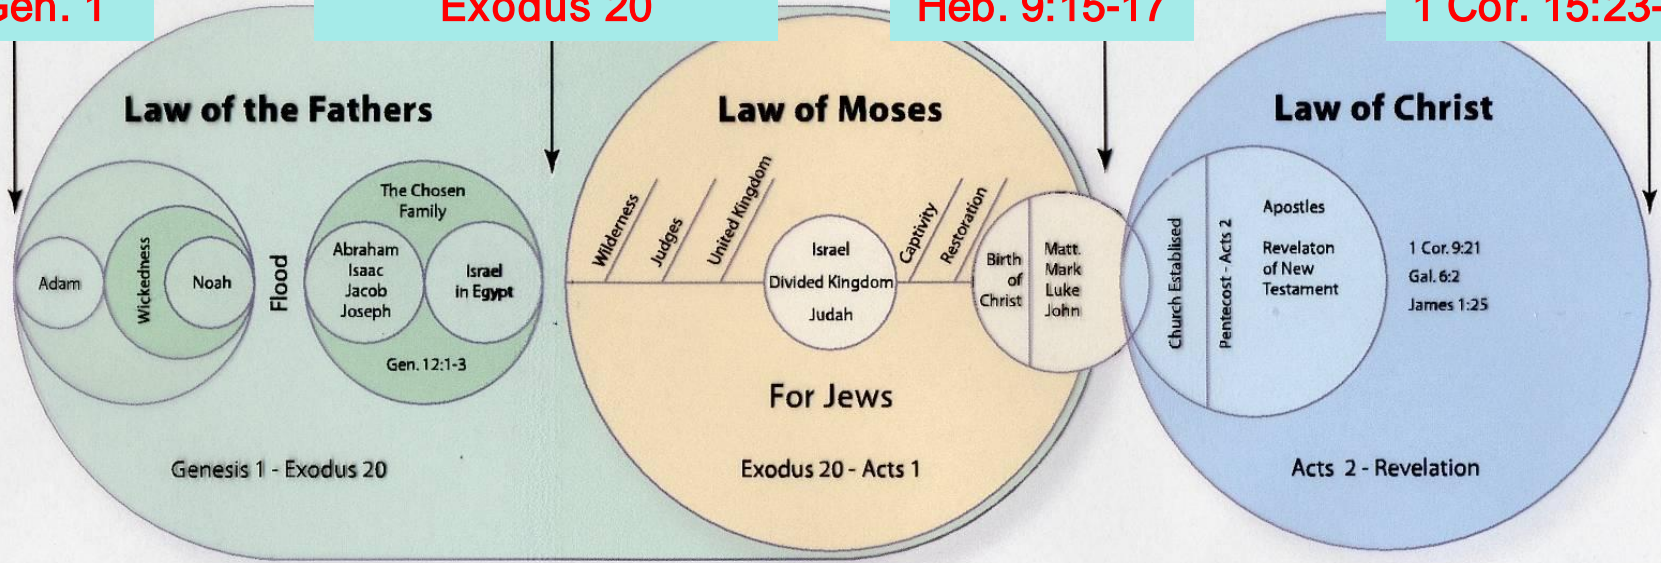 Gen. 1
Exodus 20
Heb. 9:15-17
1 Cor. 15:23-
Law of the Fathers
Adam
Wickedness
Noah
Flood
The Chosen
Family
Abraham
Isaac
Jacob
Joseph
Israel
in Egypt
Gen. 12:1-3
Genesis 1 - Exodus 20
Law of Moses
Wilderness
Judges
United Kingdom
Israel
Divided Kingdom
Judah
Captivity
Restoration
Birth
of
Christ
Matt.
Mark
Luke
John
For Jews
Exodus 20 - Acts 1
Law of Christ
Church Establised
Pentecost - Acts 2
Apostles
Revelaton
of New
Testament
1 Cor. 9:21
Gal. 6:2
James 1:25
Acts 2 - Revelation